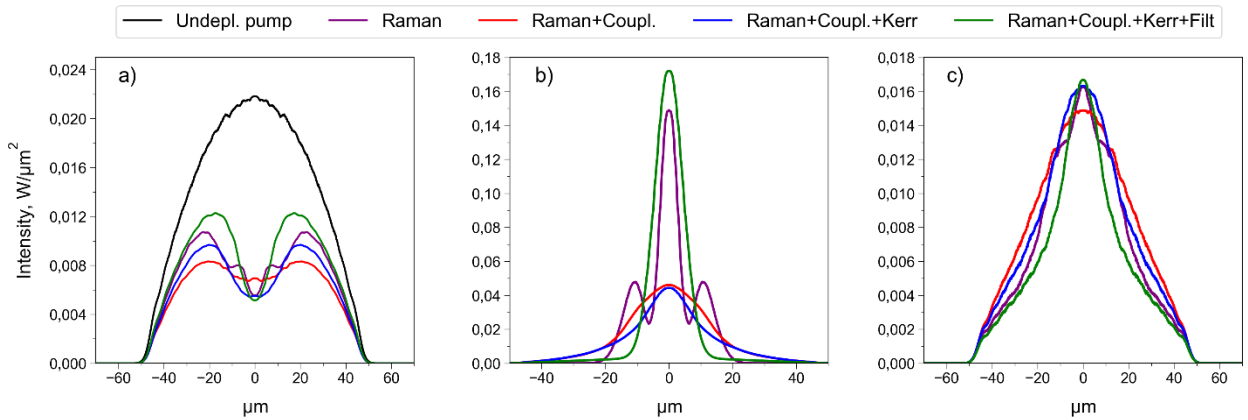 Undepl. pump Raman Raman+Coupl. Raman+Coupl.+Kerr Raman+Coupl.+Kerr+Filt
a)
Intensity, W/µm²
0,024
0,020
0,016
0,012
0,008
0,004
0,000
−60 −40 −20 0 20 40 60
µm
b)
0,18
0,16
0,14
0,12
0,10
0,08
0,06
0,04
0,02
0,00
−40 −20 0 20 40
µm
c)
0,018
0,016
0,014
0,012
0,010
0,008
0,006
0,004
0,002
0,000
−60 −40 −20 0 20 40 60
µm